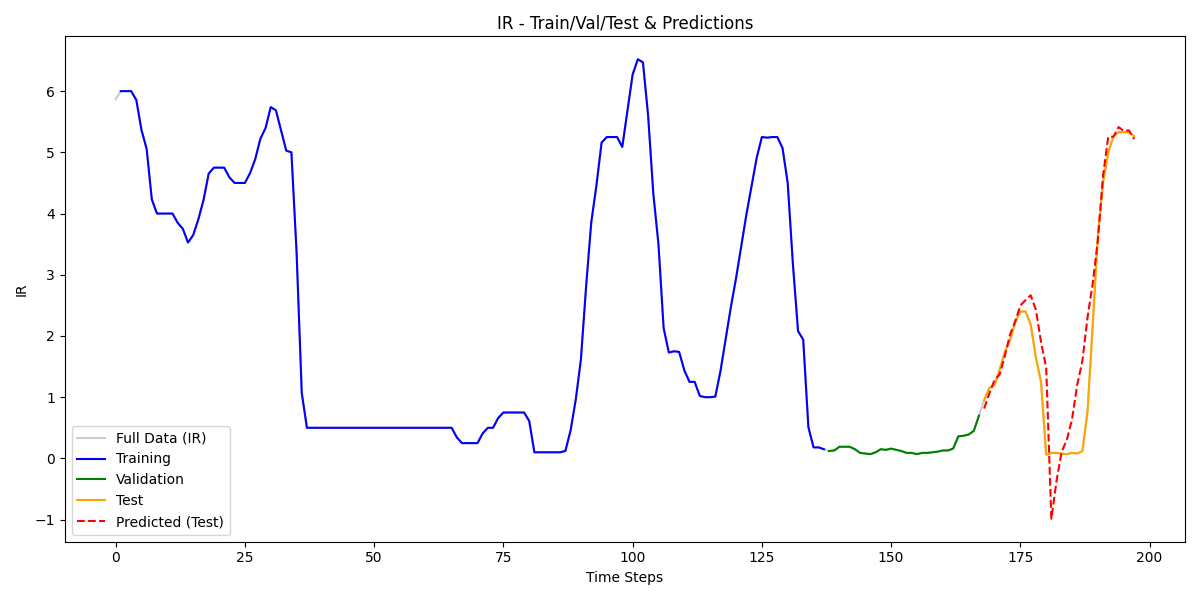 IR - Train/Val/Test & Predictions
IR
6
5
4
3
2
1
0
−1
Full Data (IR)
Training
Validation
Test
Predicted (Test)
0 25 50 75 100 125 150 175 200
Time Steps